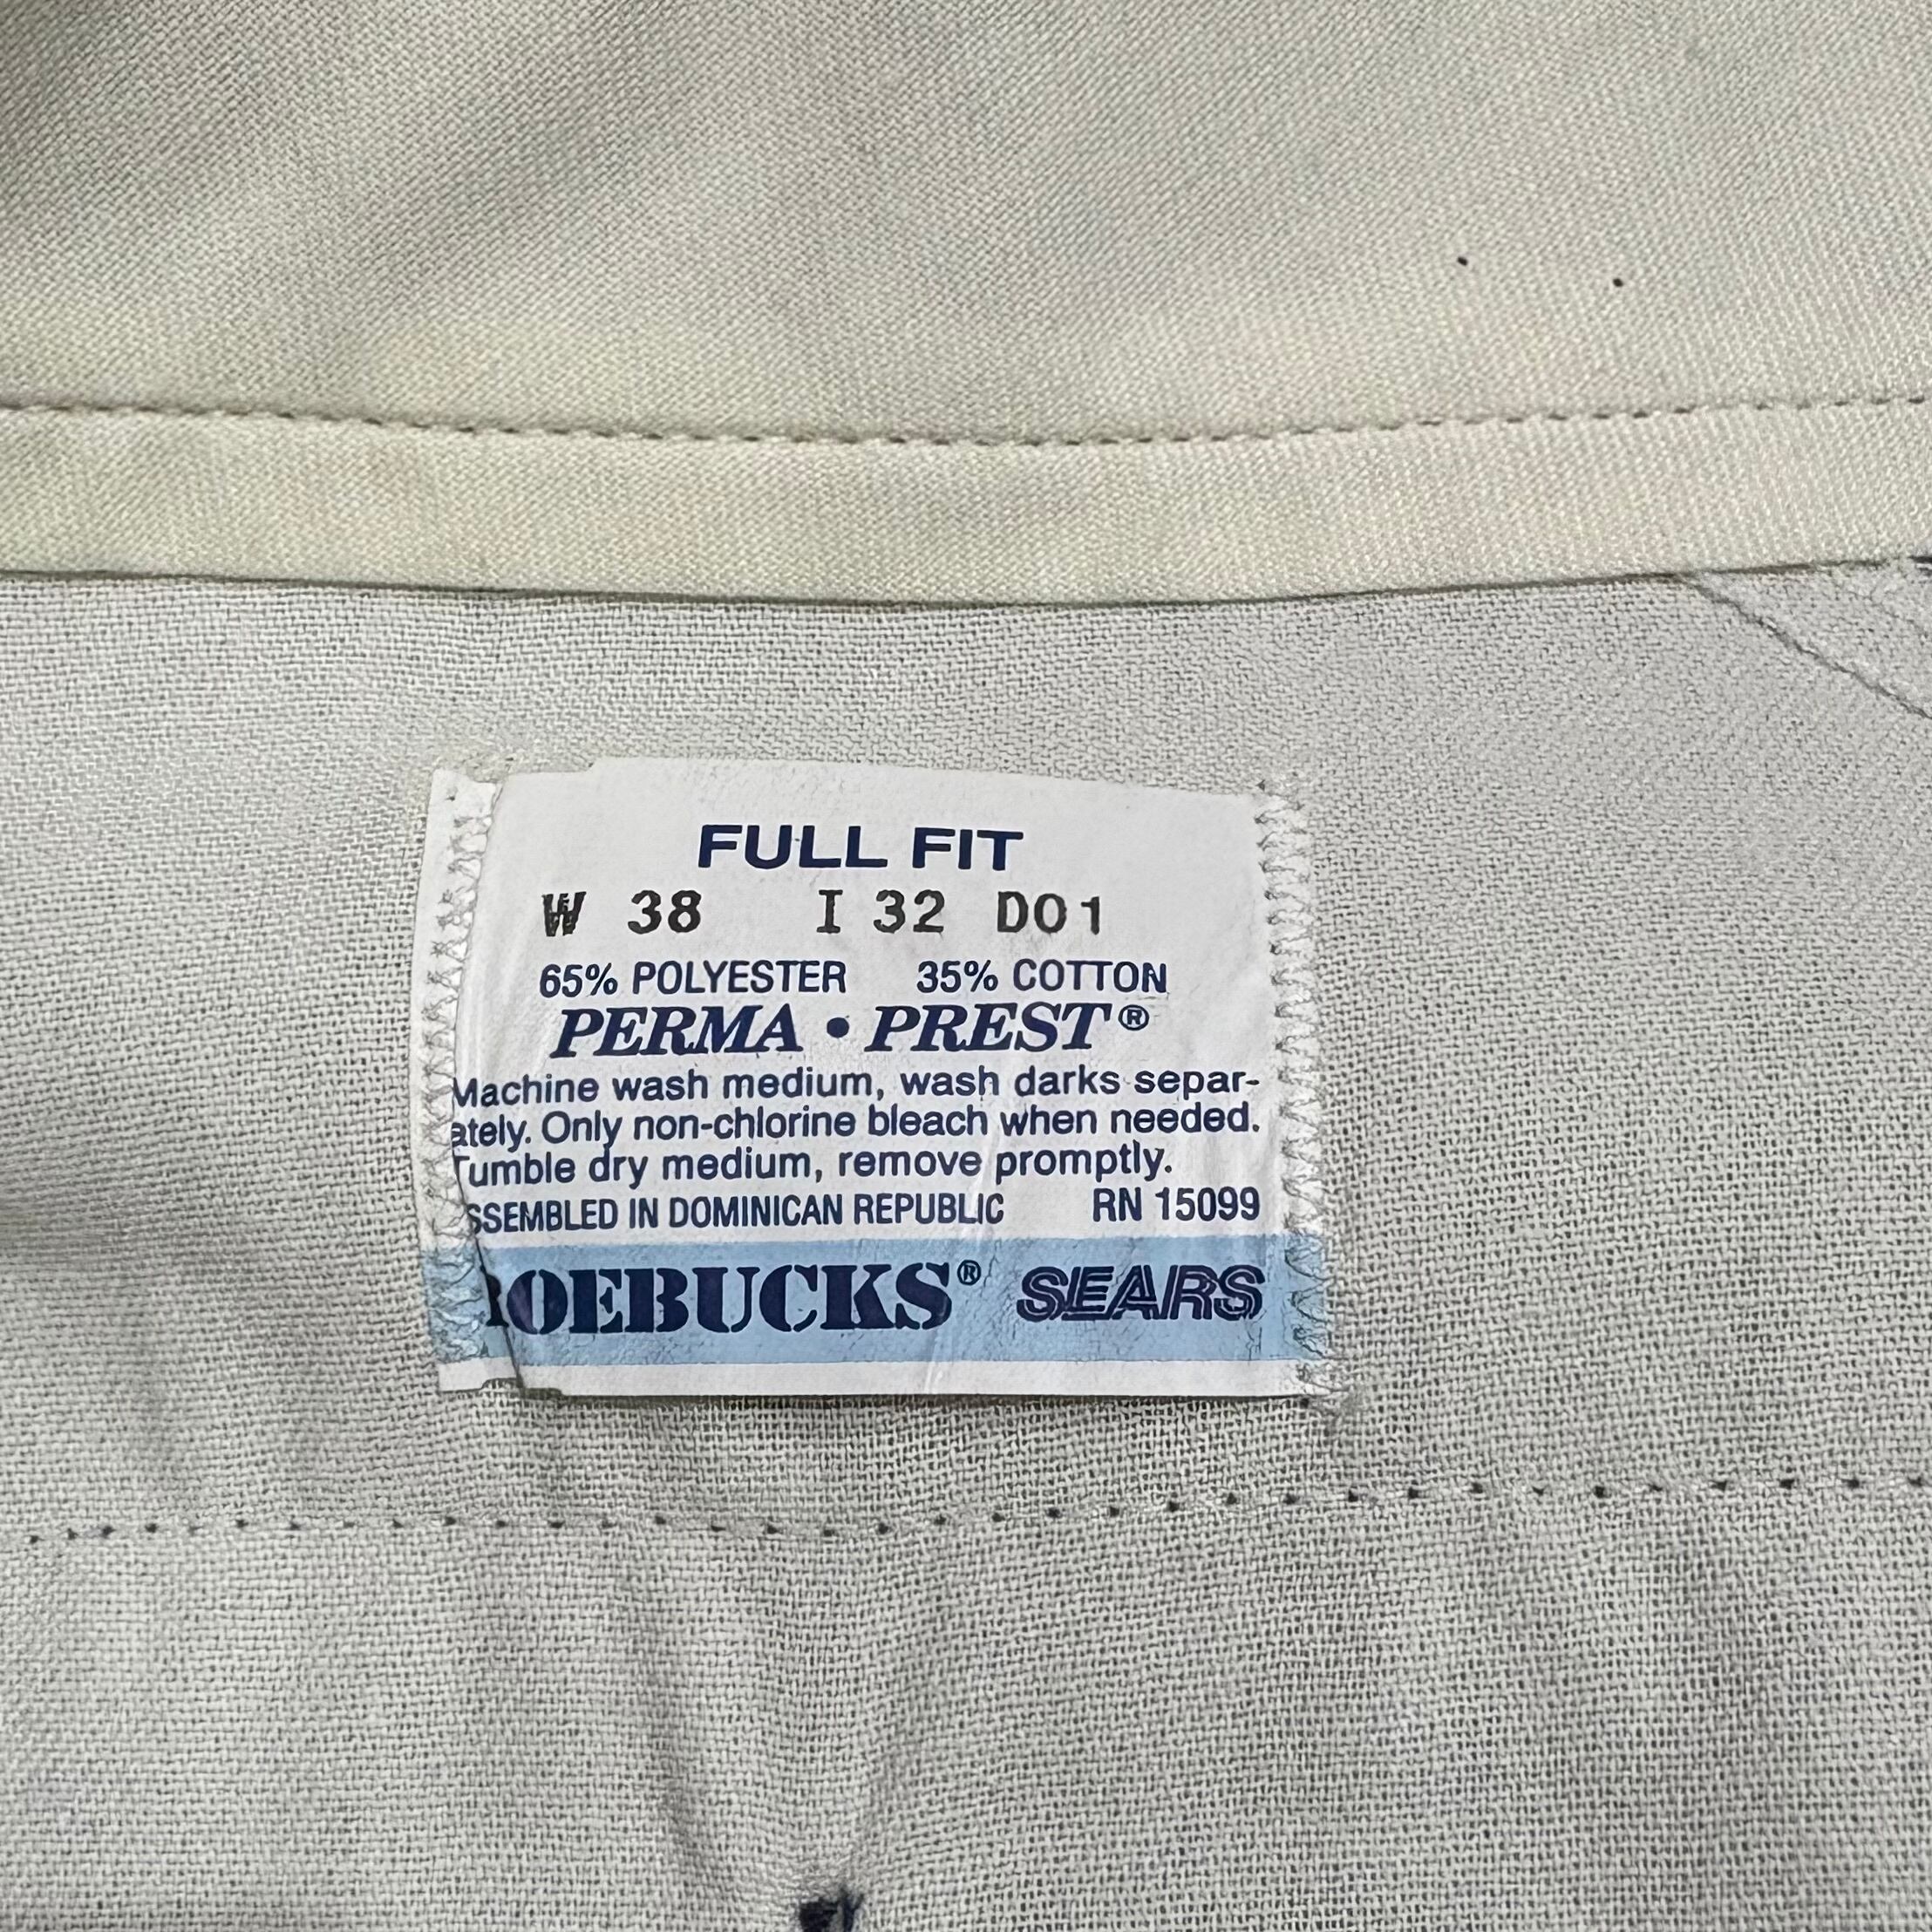 FULL FIT
W 38 I 32 D01
65% POLYESTER 35% COTTON
PERMA • PREST®
Machine wash medium, wash darks separ-
ately. Only non-chlorine bleach when needed.
Tumble dry medium, remove promptly.
ASSEMBLED IN DOMINICAN REPUBLIC RN 15099
ROEBUCKS® SEARS